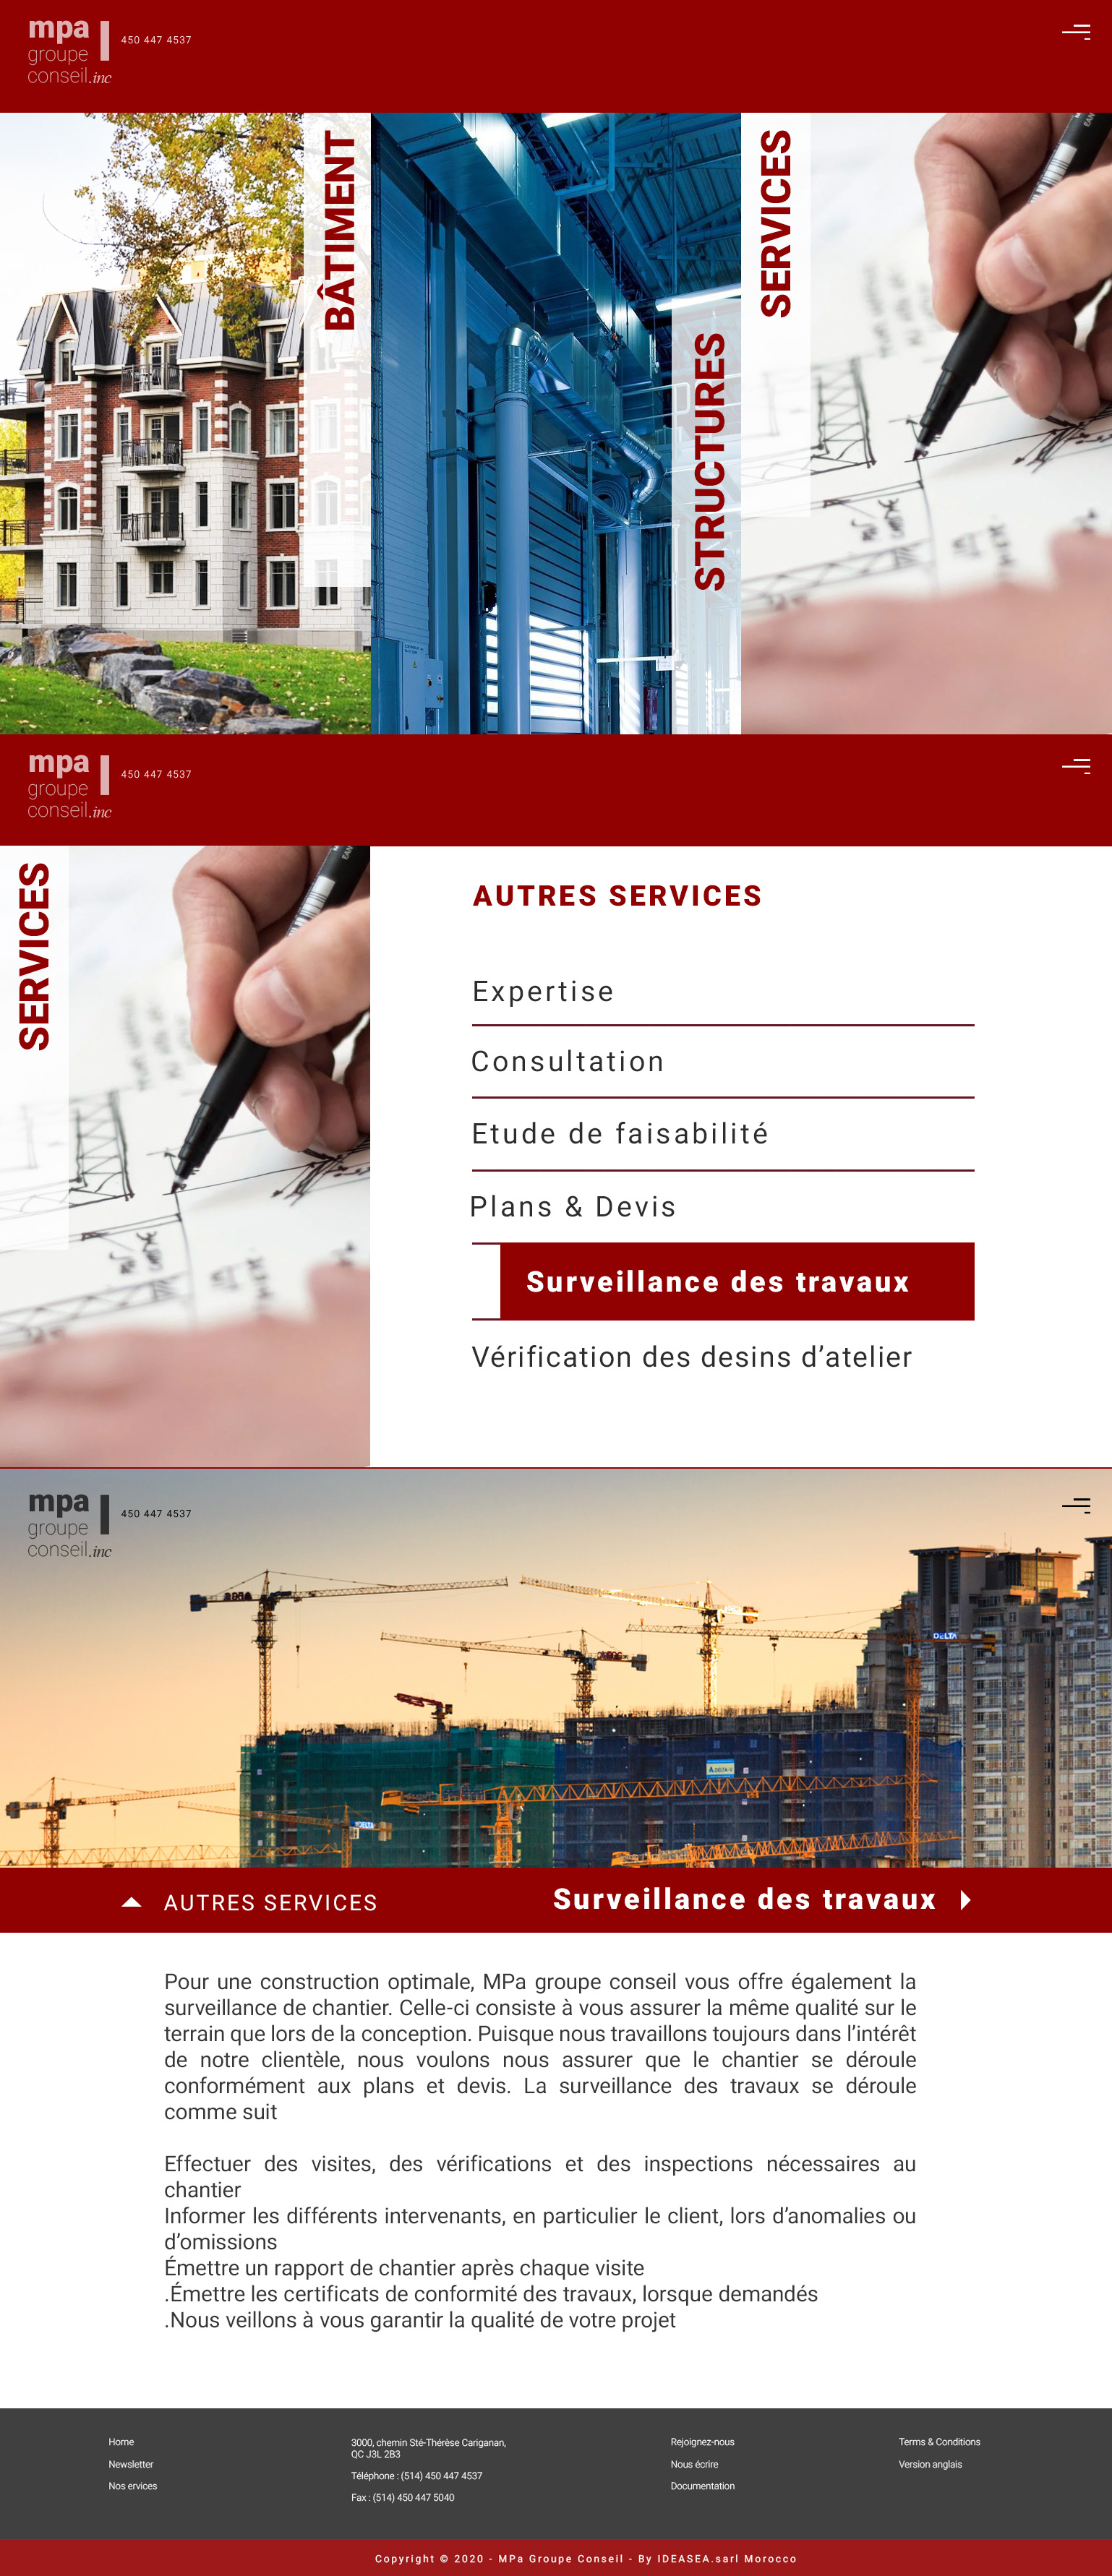 mpa
groupe
conseil.inc
450 447 4537
BÂTIMENT
STRUCTURES
SERVICES
EAN
mpa
groupe
conseil.inc
450 447 4537
SERVICES
EAN
AUTRES SERVICES
Expertise
Consultation
Etude de faisabilité
Plans & Devis
Surveillance des travaux
Vérification des desins d’atelier
mpa
groupe
conseil.inc
450 447 4537
DELTA
DELTA
AUTRES SERVICES
Surveillance des travaux
Pour une construction optimale, MPa groupe conseil vous offre également la
surveillance de chantier. Celle-ci consiste à vous assurer la même qualité sur le
terrain que lors de la conception. Puisque nous travaillons toujours dans l’intérêt
de notre clientèle, nous voulons nous assurer que le chantier se déroule
conformément aux plans et devis. La surveillance des travaux se déroule
comme suit
Effectuer des visites, des vérifications et des inspections nécessaires au
chantier
Informer les différents intervenants, en particulier le client, lors d’anomalies ou
d’omissions
Émettre un rapport de chantier après chaque visite
.Émettre les certificats de conformité des travaux, lorsque demandés
.Nous veillons à vous garantir la qualité de votre projet
Home
Newsletter
Nos ervices
3000, chemin Sté-Thérèse Cariganan,
QC J3L 2B3
Téléphone : (514) 450 447 4537
Fax : (514) 450 447 5040
Rejoignez-nous
Nous écrire
Documentation
Terms & Conditions
Version anglais
Copyright © 2020 - MPa Groupe Conseil - By IDEASEA.sarl Morocco